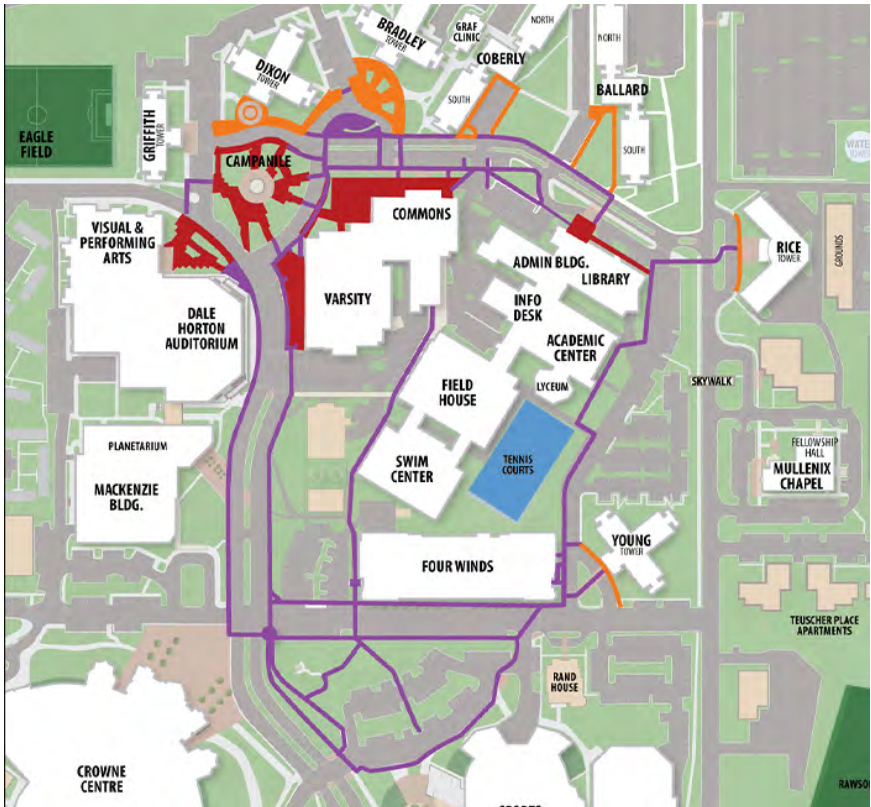 BRADLEY
TOWER
GRAF
CLINIC
NORTH
NORTH
COBERLY
DIXON
TOWER
SOUTH
BALLARD
EAGLE
FIELD
GRIFFITH
TOWER
SOUTH
CAMPANILE
WATER
TOWER
COMMONS
VISUAL &
PERFORMING
ARTS
ADMIN BLDG.
LIBRARY
RICE
TOWER
GROUNDS
VARSITY
INFO
DESK
DALE
HORTON
AUDITORIUM
ACADEMIC
CENTER
FIELD
HOUSE
LYCEUM
SKYWALK
PLANETARIUM
MACKENZIE
BLDG.
SWIM
CENTER
TENNIS
COURTS
FELLOWSHIP
HALL
MULLENIX
CHAPEL
YOUNG
TOWER
FOUR WINDS
TEUSCHER PLACE
APARTMENTS
RAND
HOUSE
CROWNE
CENTRE
RAWSO